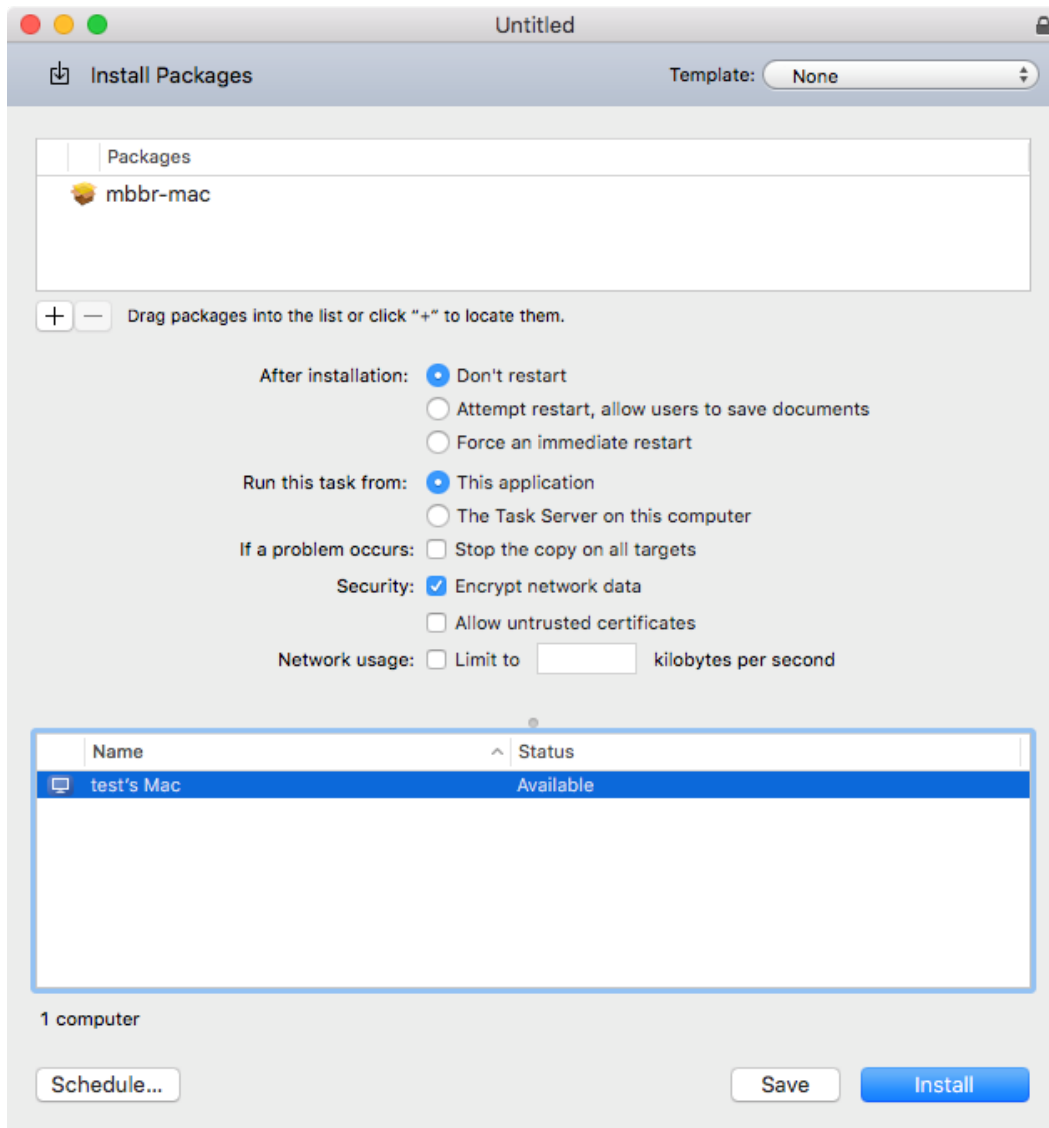 Untitled
Install Packages Template: None
Packages
mbbr-mac
+ − Drag packages into the list or click "+" to locate them.
After installation: Don't restart
Attempt restart, allow users to save documents
Force an immediate restart
Run this task from: This application
The Task Server on this computer
If a problem occurs: Stop the copy on all targets
Security: Encrypt network data
Allow untrusted certificates
Network usage: Limit to kilobytes per second
Name Status
test's Mac Available
1 computer
Schedule... Save Install